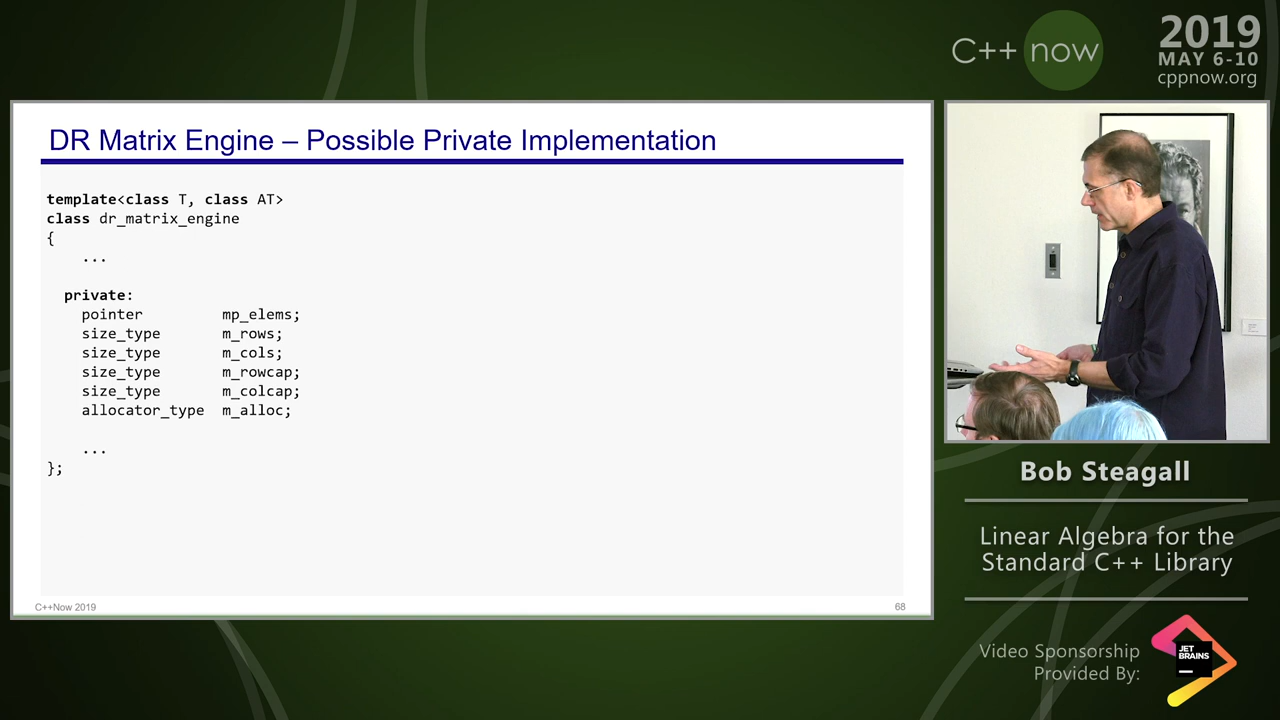 C++ now
2019
MAY 6-10
cppnow.org
DR Matrix Engine – Possible Private Implementation
template<class T, class AT>
class dr_matrix_engine
{
...
private:
pointer mp_elems;
size_type m_rows;
size_type m_cols;
size_type m_rowcap;
size_type m_colcap;
allocator_type m_alloc;
...
};
C++Now 2019
68
Bob Steagall
Linear Algebra for the
Standard C++ Library
Video Sponsorship
Provided By:
JET
BRAINS